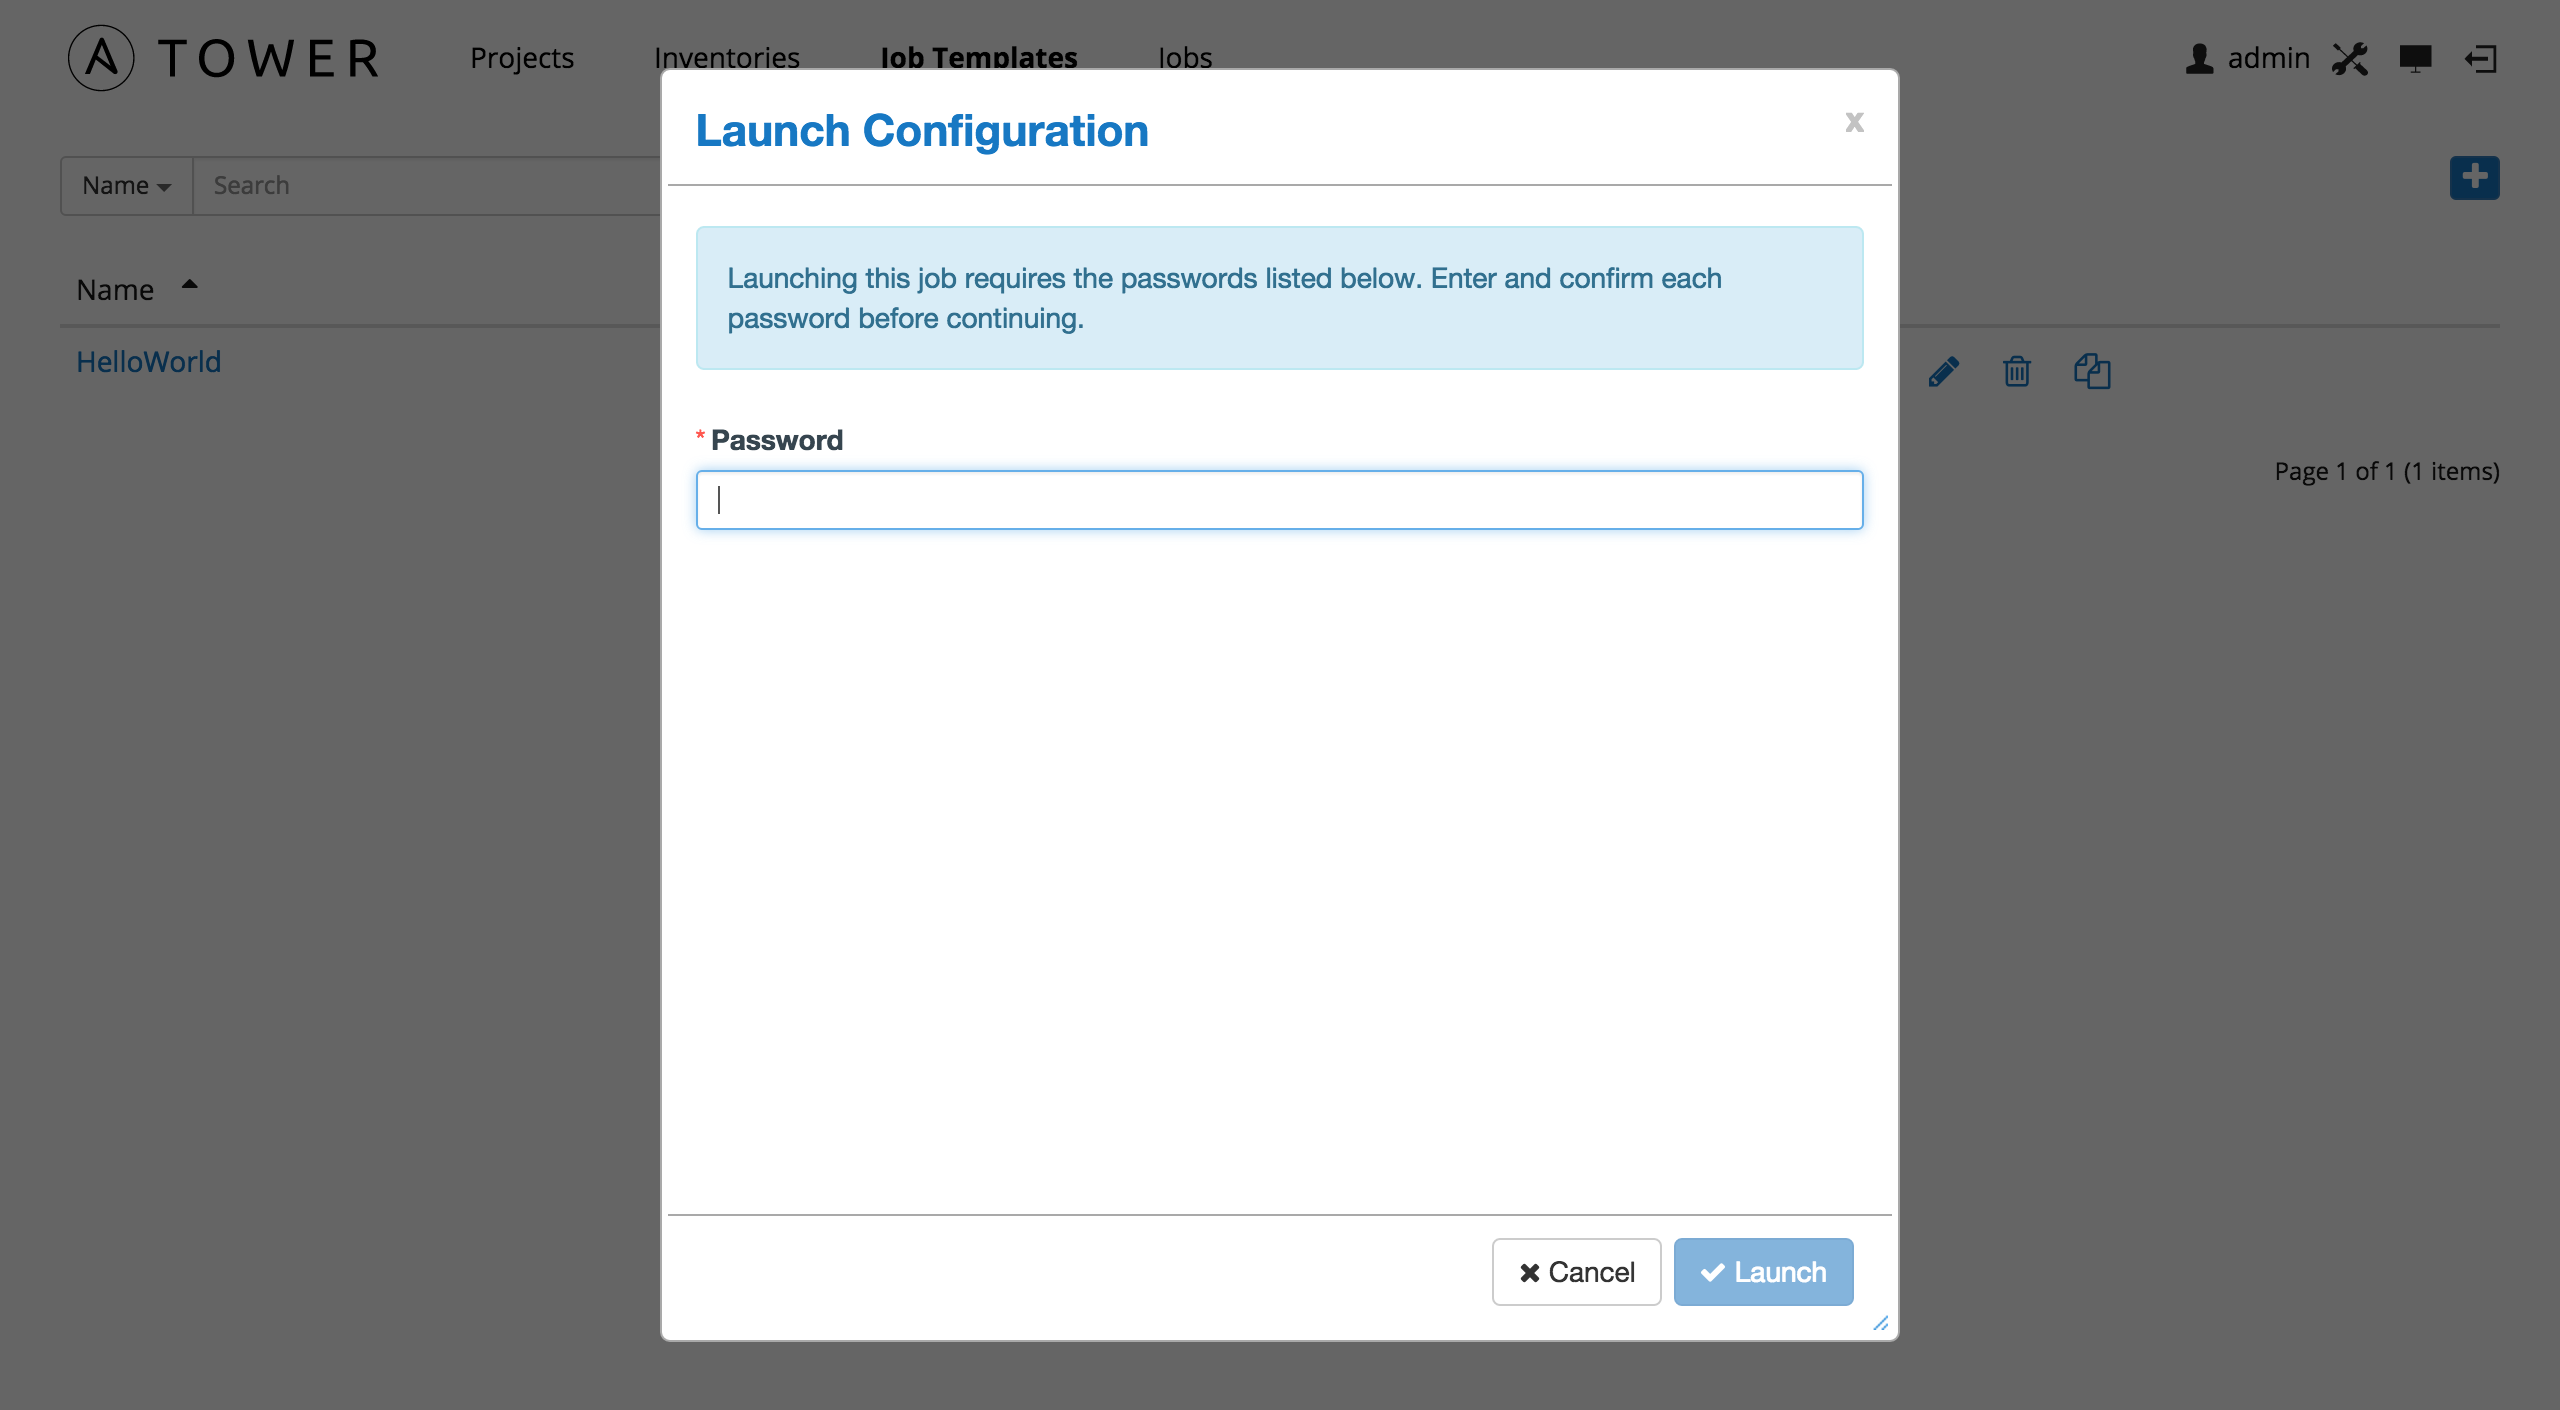 TOWER
Projects
Inventories
Job Templates
Jobs
admin
Launch Configuration
x
Name
Search
Launching this job requires the passwords listed below. Enter and confirm each
password before continuing.
Name
HelloWorld
* Password
Page 1 of 1 (1 items)
Cancel
Launch